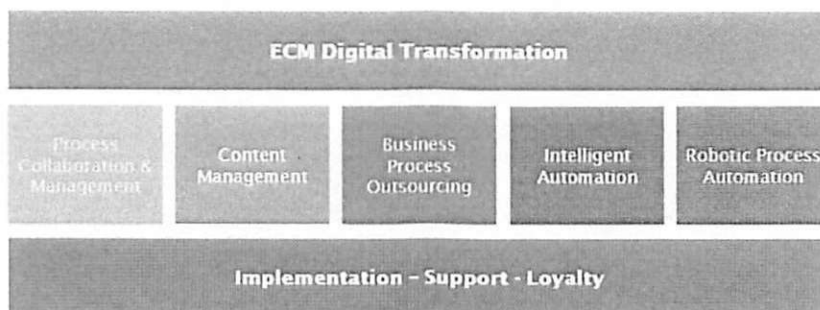 ECM Digital Transformation
Process
Collaboration &
Management
Content
Management
Business
Process
Outsourcing
Intelligent
Automation
Robotic Process
Automation
Implementation – Support - Loyalty